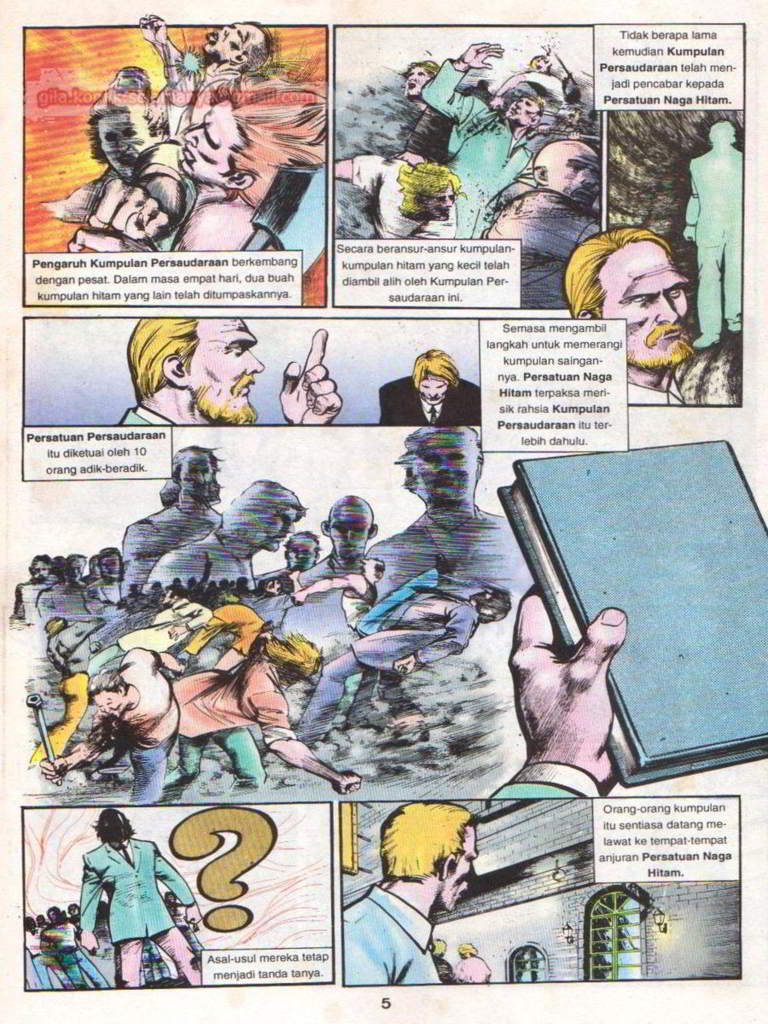 Pengaruh Kumpulan Persaudaraan berkembang
dengan pesat. Dalam masa empat hari, dua buah
kumpulan hitam yang lain telah ditumpaskannya.
Secara beransur-ansur kumpulan-
kumpulan hitam yang kecil telah
diambil alih oleh Kumpulan Per-
saudaraan ini.
Tidak berapa lama
kemudian Kumpulan
Persaudaraan telah men-
jadi pencabar kepada
Persatuan Naga Hitam.
Semasa mengambil
langkah untuk memerangi
kumpulan saingan-
nya. Persatuan Naga
Hitam terpaksa meri-
sik rahsia Kumpulan
Persaudaraan itu ter-
lebih dahulu.
Persatuan Persaudaraan
itu diketuai oleh 10
orang adik-beradik.
?
Asal-usul mereka tetap
menjadi tanda tanya.
Orang-orang kumpulan
itu sentiasa datang me-
lawat ke tempat-tempat
anjuran Persatuan Naga
Hitam.
5